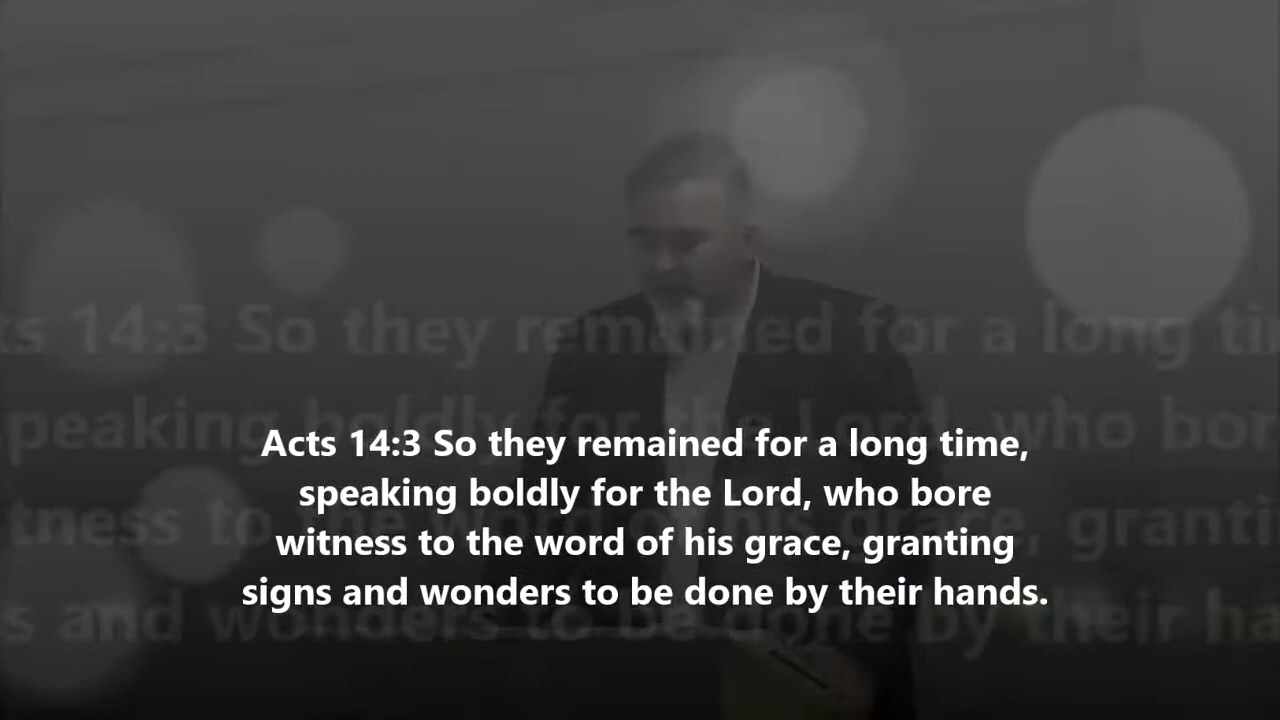 Acts 14:3 So they remained for a long time,
speaking boldly for the Lord, who bore
witness to the word of his grace, granting
signs and wonders to be done by their hands.